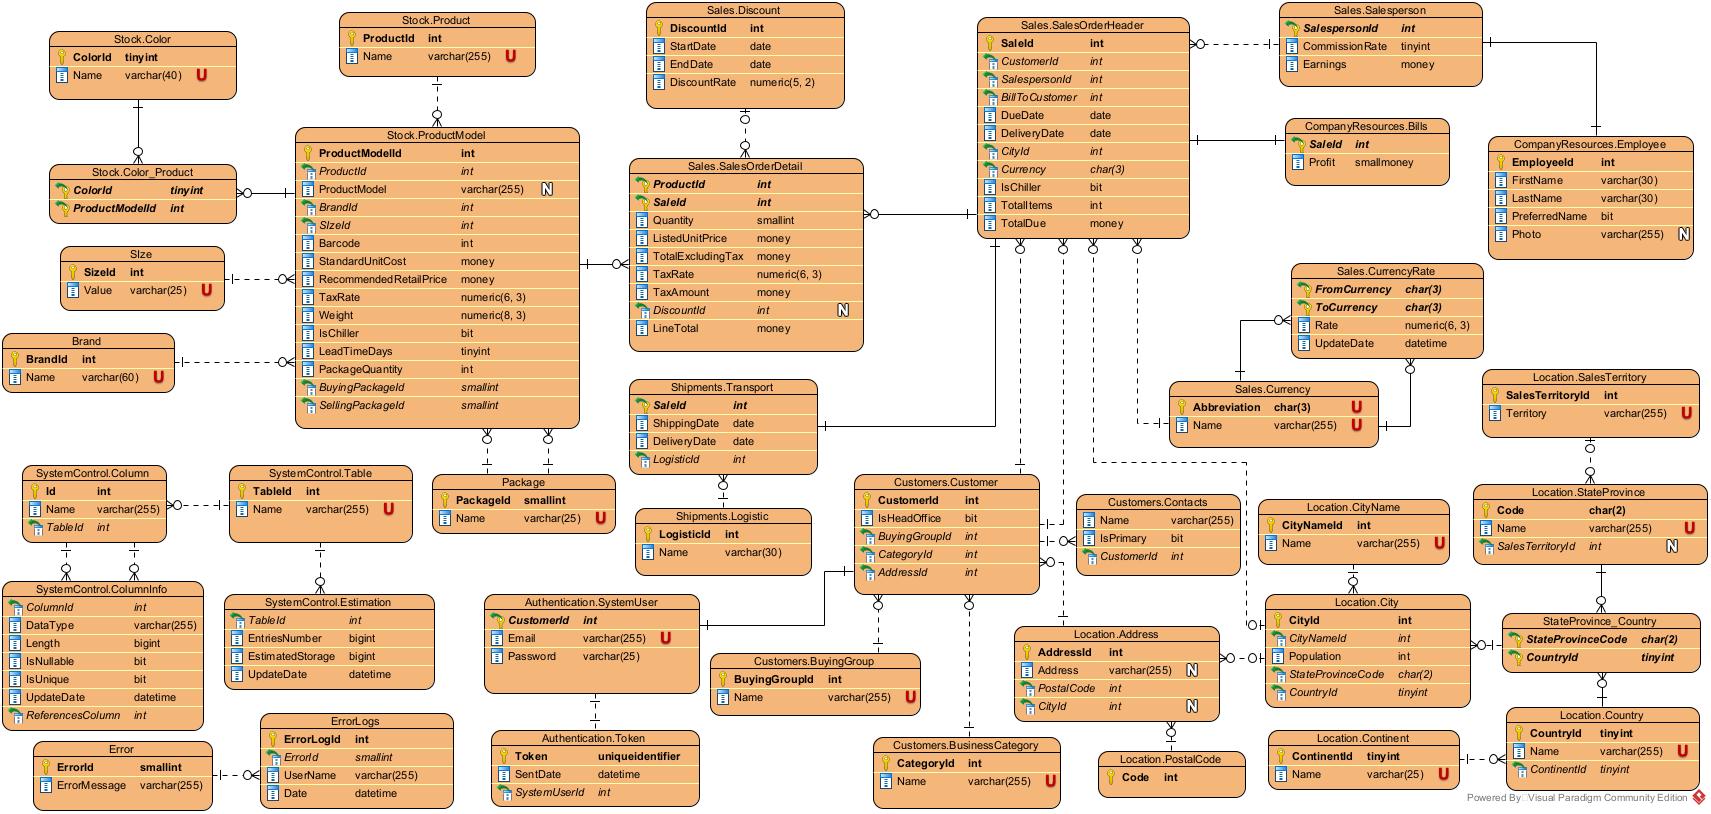 Stock.Color
ColorId tinyint
Name varchar(40) U
Stock.Product
ProductId int
Name varchar(255) U
Sales.Discount
DiscountId int
StartDate date
EndDate date
DiscountRate numeric(5, 2)
Sales.SalesOrderHeader
SaleId int
CustomerId int
SalespersonId int
BillToCustomer int
DueDate date
DeliveryDate date
CityId int
Currency char(3)
IsChiller bit
TotalItems int
TotalDue money
Sales.Salesperson
SalespersonId int
CommissionRate tinyint
Earnings money
CompanyResources.Bills
SaleId int
Profit smallmoney
CompanyResources.Employee
EmployeeId int
FirstName varchar(30)
LastName varchar(30)
PreferredName bit
Photo varchar(255) N
Stock.Color_Product
ColorId tinyint
ProductModelId int
Stock.ProductModel
ProductModelId int
ProductId int
ProductModel varchar(255) N
BrandId int
SIzeId int
Barcode int
StandardUnitCost money
RecommendedRetailPrice money
TaxRate numeric(6, 3)
Weight numeric(8, 3)
IsChiller bit
LeadTimeDays tinyint
PackageQuantity int
BuyingPackageId smallint
SellingPackageId smallint
Sales.SalesOrderDetail
ProductId int
SaleId int
Quantity smallint
ListedUnitPrice money
TotalExcludingTax money
TaxRate numeric(6, 3)
TaxAmount money
DiscountId int N
LineTotal money
SIze
SizeId int
Value varchar(25) U
Brand
BrandId int
Name varchar(60) U
Sales.CurrencyRate
FromCurrency char(3)
ToCurrency char(3)
Rate numeric(6, 3)
UpdateDate datetime
Sales.Currency
Abbreviation char(3) U
Name varchar(255) U
Location.SalesTerritory
SalesTerritoryId int
Territory varchar(255) U
Shipments.Transport
SaleId int
ShippingDate date
DeliveryDate date
LogisticId int
SystemControl.Column
Id int
Name varchar(255)
TableId int
SystemControl.Table
TableId int
Name varchar(255) U
Package
PackageId smallint
Name varchar(25) U
Shipments.Logistic
LogisticId int
Name varchar(30)
Customers.Customer
CustomerId int
IsHeadOffice bit
BuyingGroupId int
CategoryId int
AddressId int
Customers.Contacts
Name varchar(255)
IsPrimary bit
CustomerId int
Location.CityName
CityNameId int
Name varchar(255) U
Location.StateProvince
Code char(2)
Name varchar(255) U
SalesTerritoryId int N
SystemControl.ColumnInfo
ColumnId int
DataType varchar(255)
Length bigint
IsNullable bit
IsUnique bit
UpdateDate datetime
ReferencesColumn int
SystemControl.Estimation
TableId int
EntriesNumber bigint
EstimatedStorage bigint
UpdateDate datetime
Authentication.SystemUser
CustomerId int
Email varchar(255) U
Password varchar(25)
Customers.BuyingGroup
BuyingGroupId int
Name varchar(255) U
Location.Address
AddressId int
Address varchar(255) N
PostalCode int
CityId int N
Location.City
CityId int
CityNameId int
Population int
StateProvinceCode char(2)
CountryId tinyint
StateProvince_Country
StateProvinceCode char(2)
CountryId tinyint
Error
ErrorId smallint
ErrorMessage varchar(255)
ErrorLogs
ErrorLogId int
ErrorId smallint
UserName varchar(255)
Date datetime
Authentication.Token
Token uniqueidentifier
SentDate datetime
SystemUserId int
Customers.BusinessCategory
CategoryId int
Name varchar(255) U
Location.PostalCode
Code int
Location.Continent
ContinentId tinyint
Name varchar(25) U
Location.Country
CountryId tinyint
Name varchar(255) U
ContinentId tinyint
Powered By Visual Paradigm Community Edition